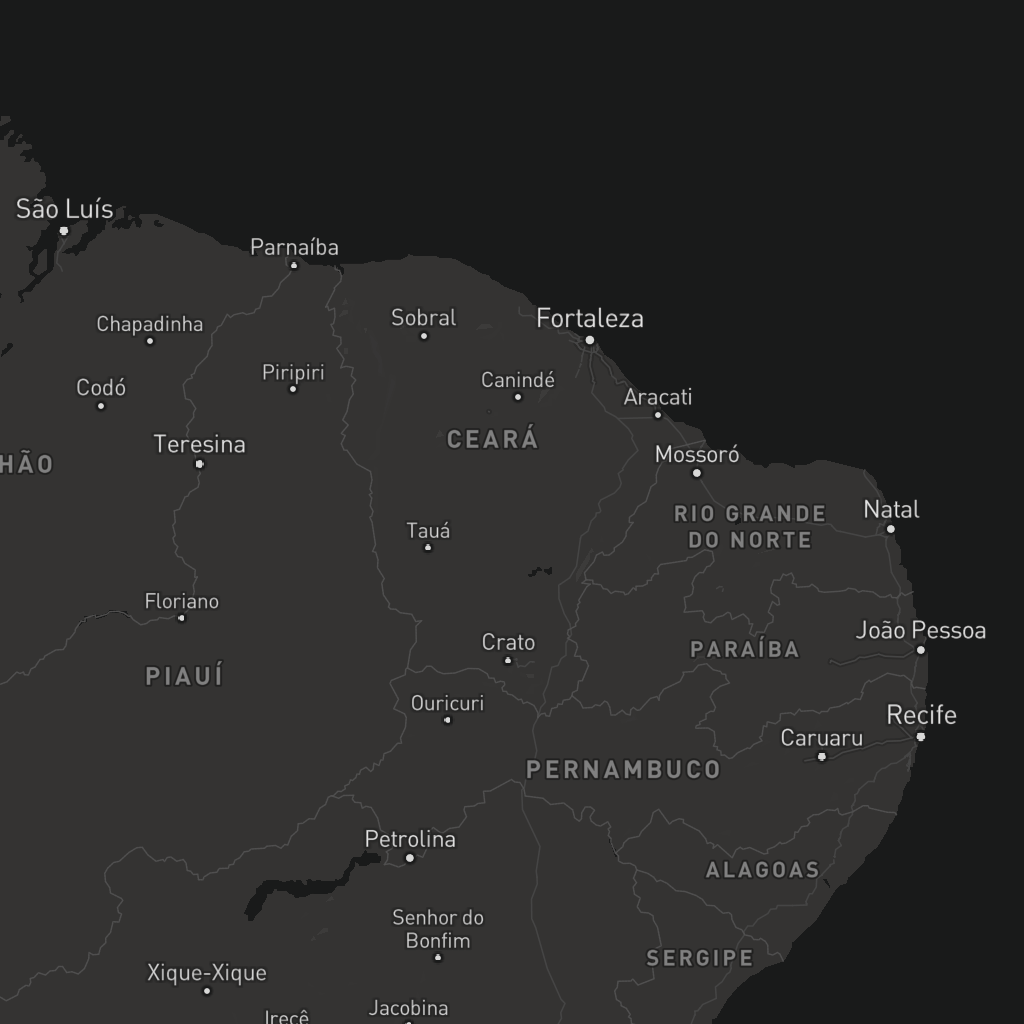 São Luís
Parnaíba
Chapadinha
Sobral
Fortaleza
Codó
Piripiri
Canindé
Aracati
Teresina
CEARÁ
Mossoró
HÃO
RIO GRANDE
DO NORTE
Natal
Tauá
Floriano
Crato
PARAÍBA
João Pessoa
PIAUÍ
Ouricuri
Recife
Caruaru
PERNAMBUCO
Petrolina
ALAGOAS
Senhor do
Bonfim
SERGIPE
Xique-Xique
Jacobina
Irecê